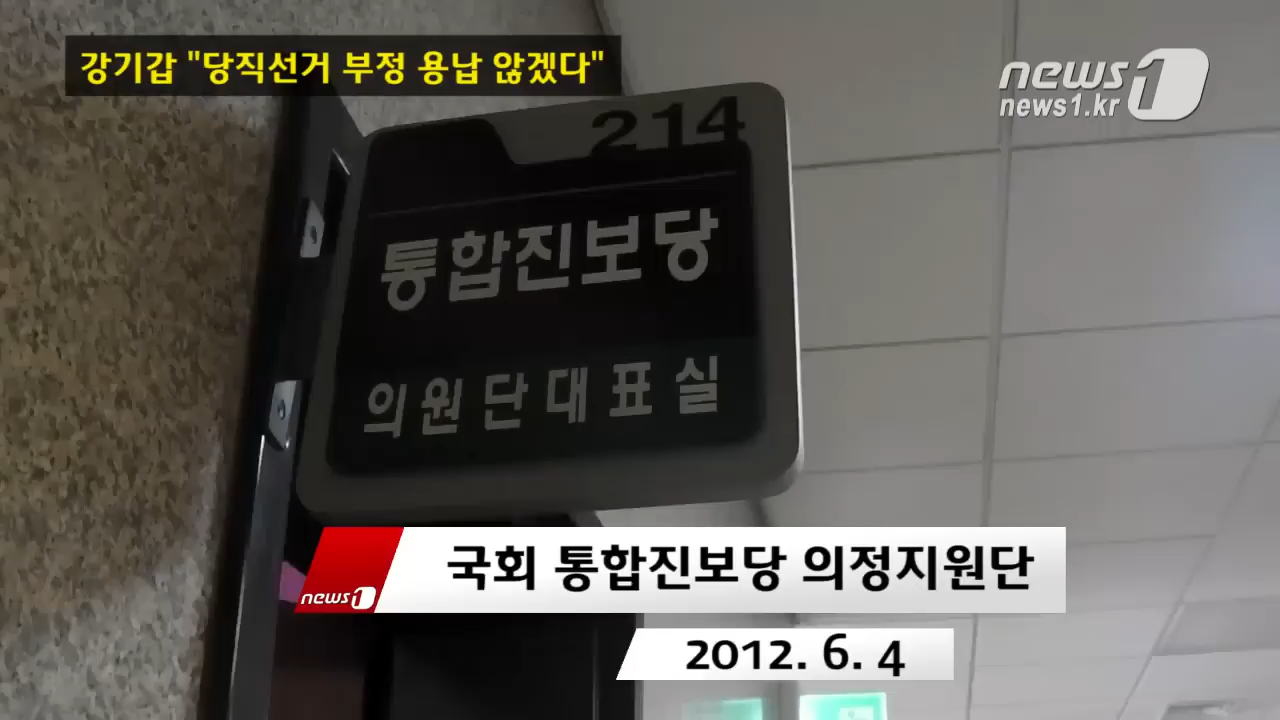 강기갑 "당직선거 부정 용납 않겠다"
news1
news1.kr
214
통합진보당
의원단대표실
국회 통합진보당 의정지원단
news1
2012. 6. 4